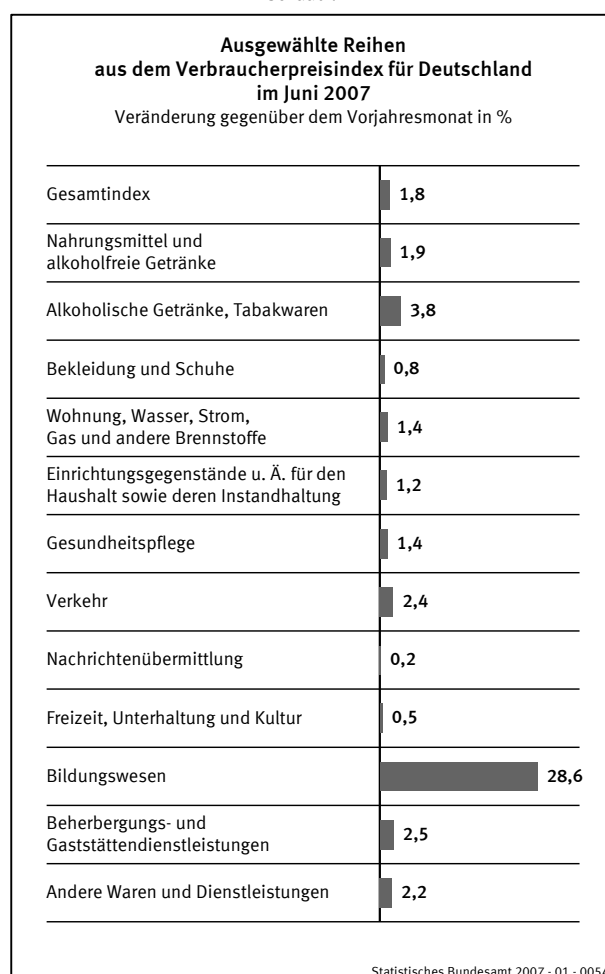 Ausgewählte Reihen
aus dem Verbraucherpreisindex für Deutschland
im Juni 2007
Veränderung gegenüber dem Vorjahresmonat in %
Gesamtindex 1,8
Nahrungsmittel und
alkoholfreie Getränke 1,9
Alkoholische Getränke, Tabakwaren 3,8
Bekleidung und Schuhe 0,8
Wohnung, Wasser, Strom,
Gas und andere Brennstoffe 1,4
Einrichtungsgegenstände u. Ä. für den
Haushalt sowie deren Instandhaltung 1,2
Gesundheitspflege 1,4
Verkehr 2,4
Nachrichtenübermittlung 0,2
Freizeit, Unterhaltung und Kultur 0,5
Bildungswesen 28,6
Beherbergungs- und
Gaststättendienstleistungen 2,5
Andere Waren und Dienstleistungen 2,2
Statistisches Bundesamt 2007 - 01 - 0054